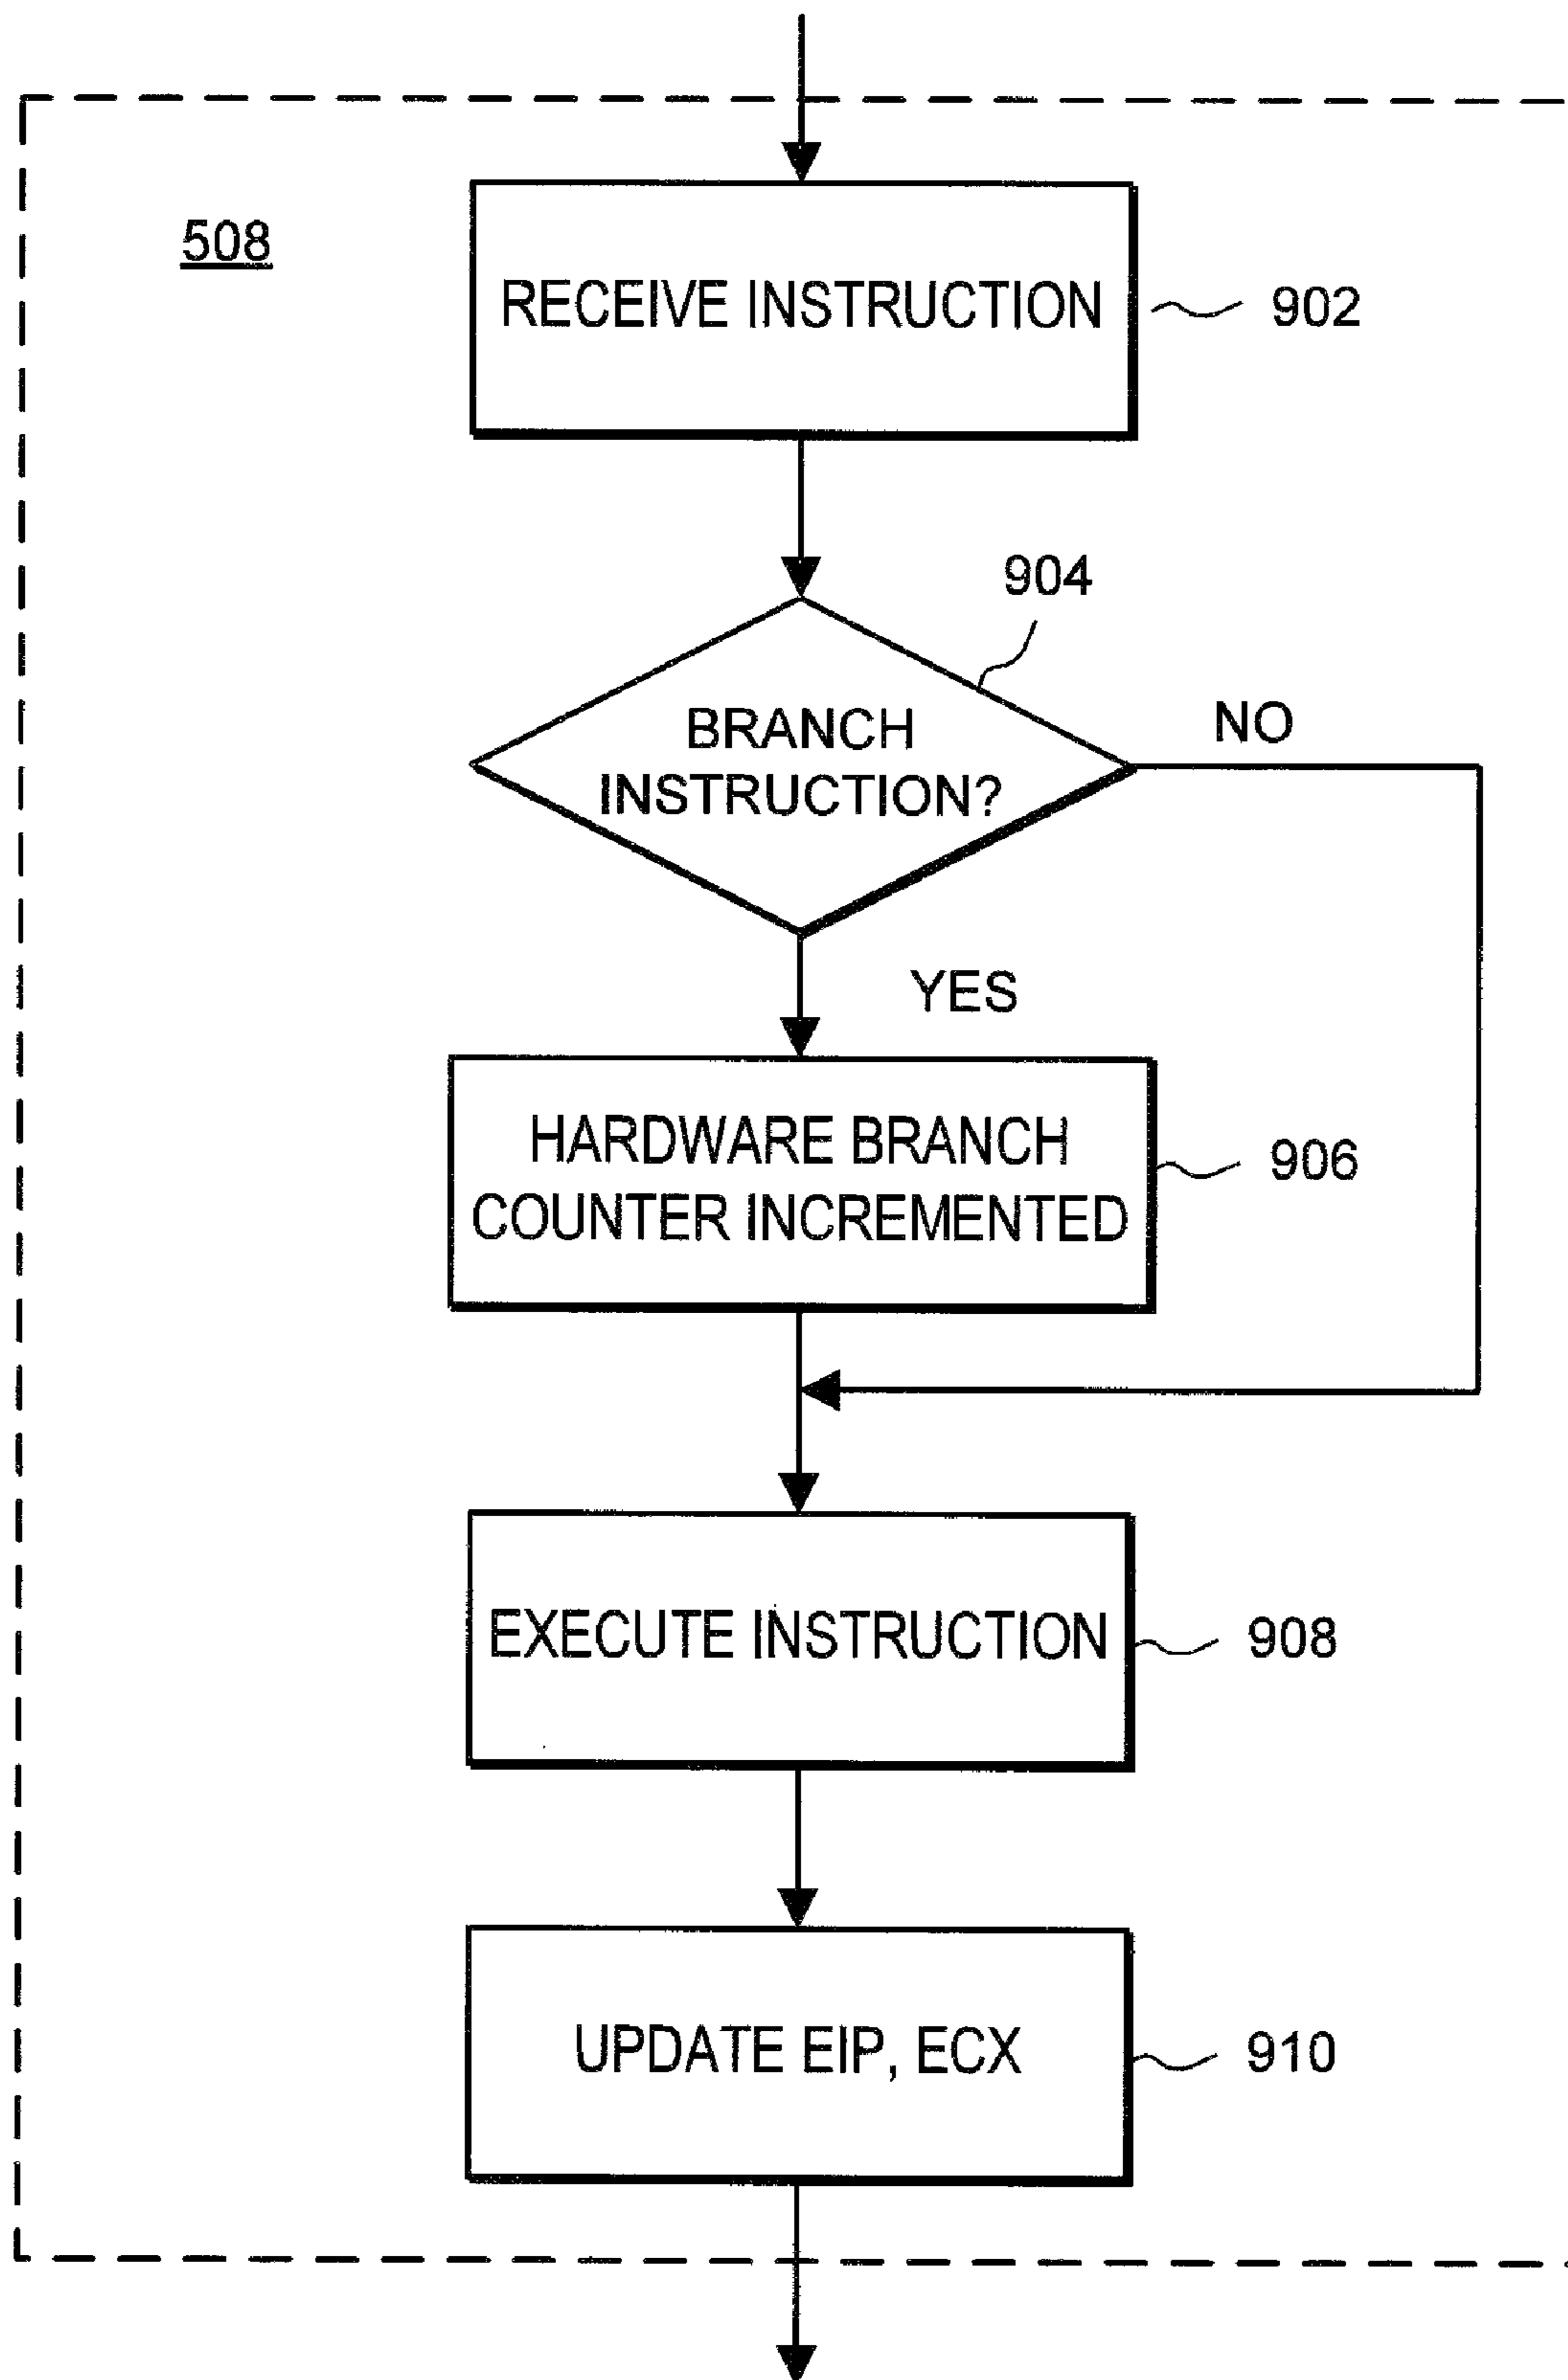 508
RECEIVE INSTRUCTION
902
904
BRANCH
INSTRUCTION?
NO
YES
HARDWARE BRANCH
COUNTER INCREMENTED
906
EXECUTE INSTRUCTION
908
UPDATE EIP, ECX
910